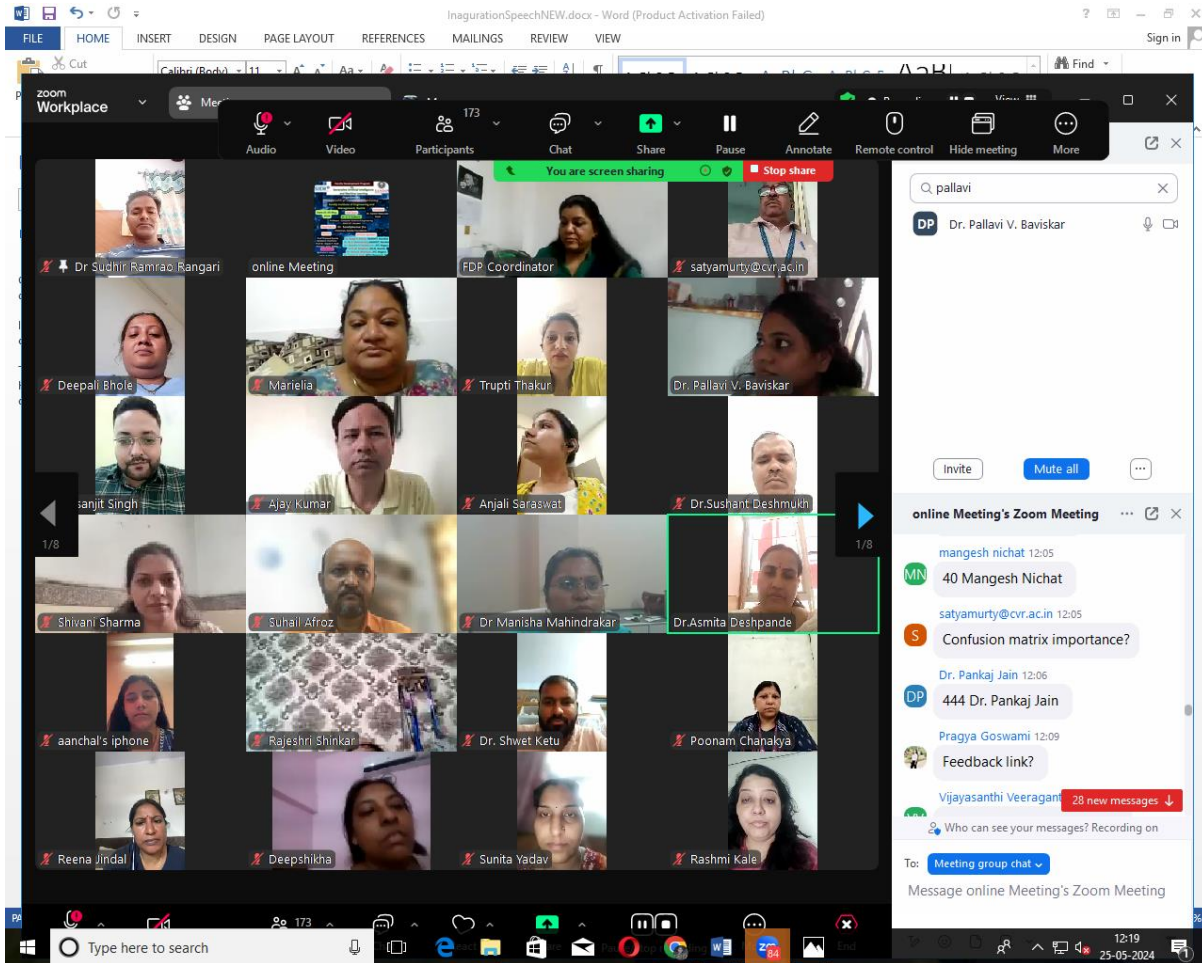 InagurationSpeechNEW.docx - Word (Product Activation Failed)
FILE HOME INSERT DESIGN PAGE LAYOUT REFERENCES MAILINGS REVIEW VIEW
Sign in
Cut
Calibri (Body) 11
Find
zoom
Workplace
View
173
Audio Video Participants Chat Share Pause Annotate Remote control Hide meeting More
You are screen sharing
Stop share
Dr Sudhir Ramrao Rangari
online Meeting
FDP Coordinator
satyamurty@cvr.ac.in
Deepali Bhole
Marielia
Trupti Thakur
Dr. Pallavi V. Baviskar
sanjit Singh
Ajay Kumar
Anjali Saraswat
Dr.Sushant Deshmukh
1/8
1/8
Shivani Sharma
Suhail Afroz
Dr Manisha Mahindrakar
Dr.Asmita Deshpande
aanchal's iphone
Rajeshri Shinkar
Dr. Shwet Ketu
Poonam Chanakya
Reena Jindal
Deepshikha
Sunita Yadav
Rashmi Kale
pallavi
DP Dr. Pallavi V. Baviskar
Invite Mute all
online Meeting's Zoom Meeting
mangesh nichat 12:05
MN 40 Mangesh Nichat
satyamurty@cvr.ac.in 12:05
S Confusion matrix importance?
Dr. Pankaj Jain 12:06
DP 444 Dr. Pankaj Jain
Pragya Goswami 12:09
Feedback link?
Vijayasanthi Veeragant
28 new messages
Who can see your messages? Recording on
To: Meeting group chat
Message online Meeting's Zoom Meeting
173
End
Type here to search
84
12:19
25-05-2024
1